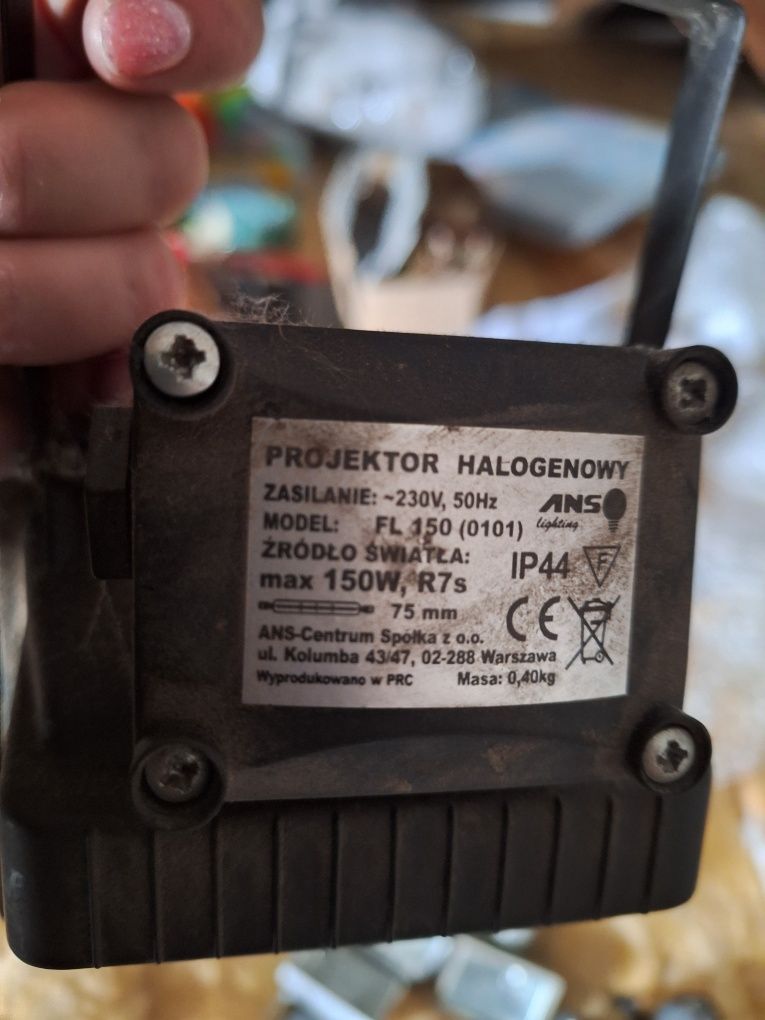 PROJEKTOR HALOGENOWY
ZASILANIE: ~230V, 50Hz
ANS
lighting
MODEL: FL 150 (0101)
ŹRÓDŁO ŚWIATŁA:
IP44 F
max 150W, R7s
75 mm
CE
ANS-Centrum Spółka z o.o.
ul. Kolumba 43/47, 02-288 Warszawa
Wyprodukowano w PRC Masa: 0,40kg